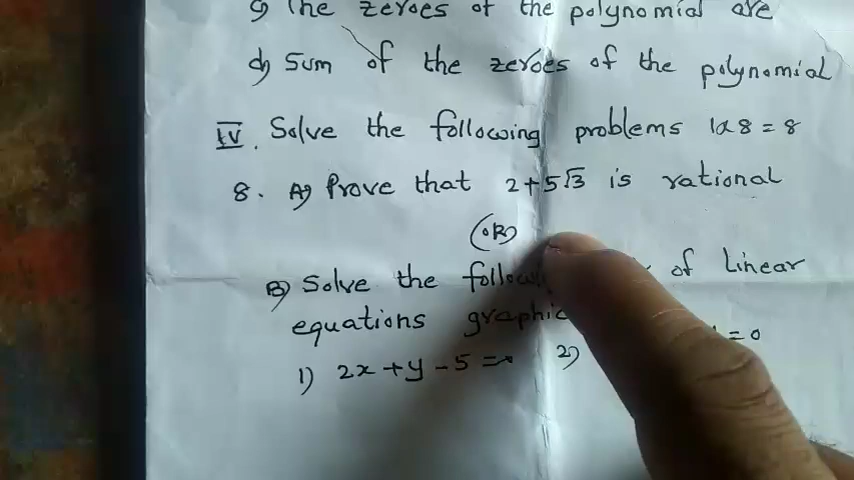 c) The zeroes of the polynomial are
d) Sum of the zeroes of the polynomial
IV. Solve the following problems 1x8=8
8. A) Prove that 2+5√3 is rational
(OR)
B) Solve the of Linear
equations
1) 2x+y-5= 2) =0